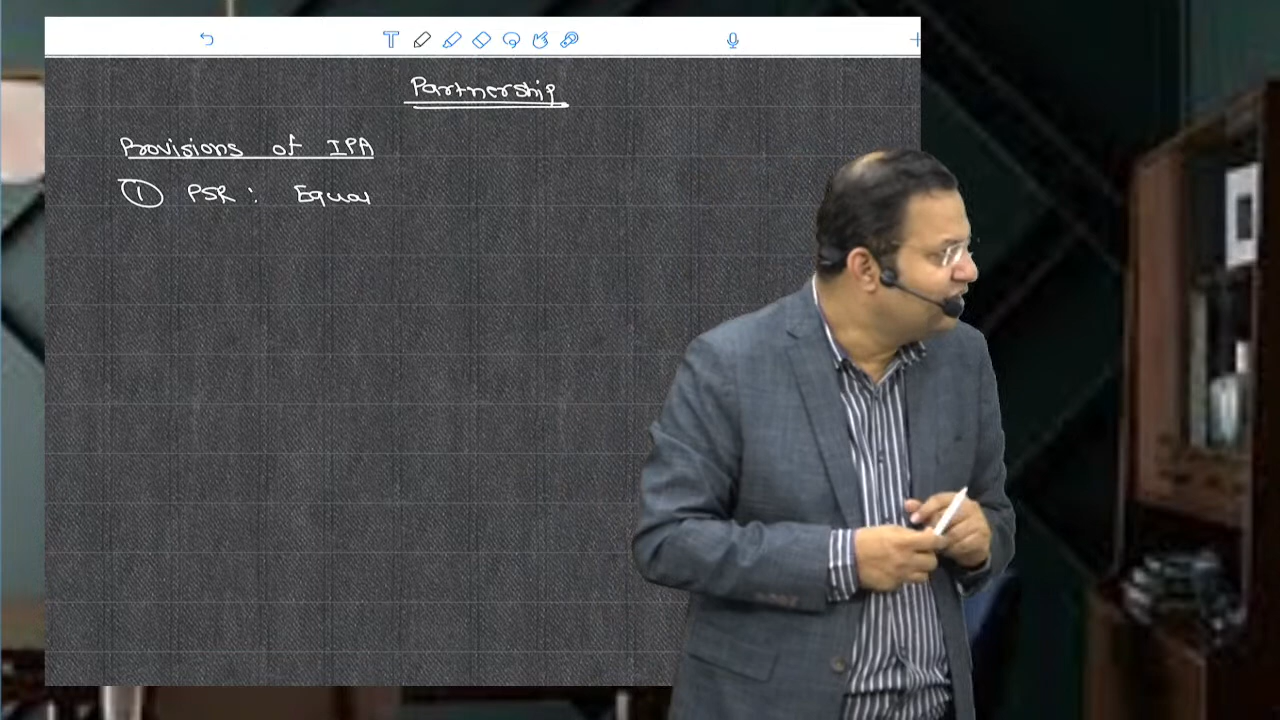 Partnership
Provisions of IPA
① PSR : Equal